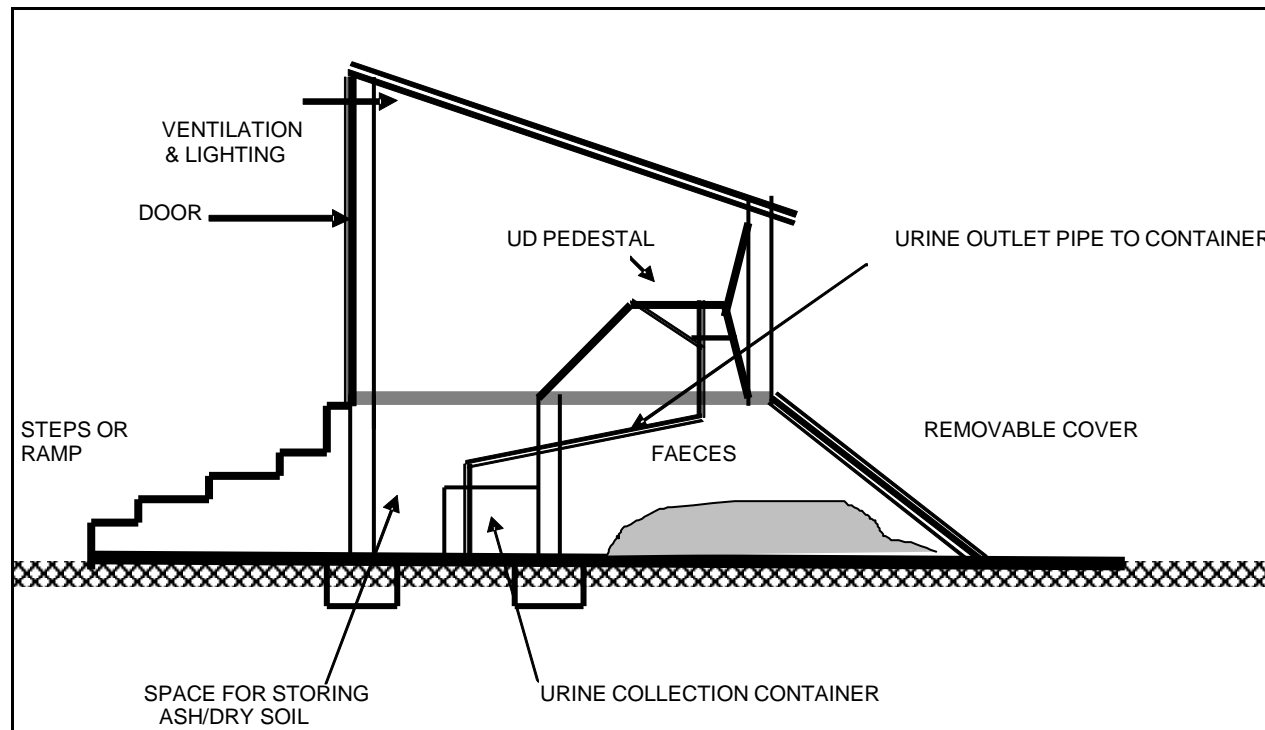 VENTILATION
& LIGHTING
DOOR
UD PEDESTAL
URINE OUTLET PIPE TO CONTAINER
STEPS OR
RAMP
FAECES
REMOVABLE COVER
SPACE FOR STORING
ASH/DRY SOIL
URINE COLLECTION CONTAINER